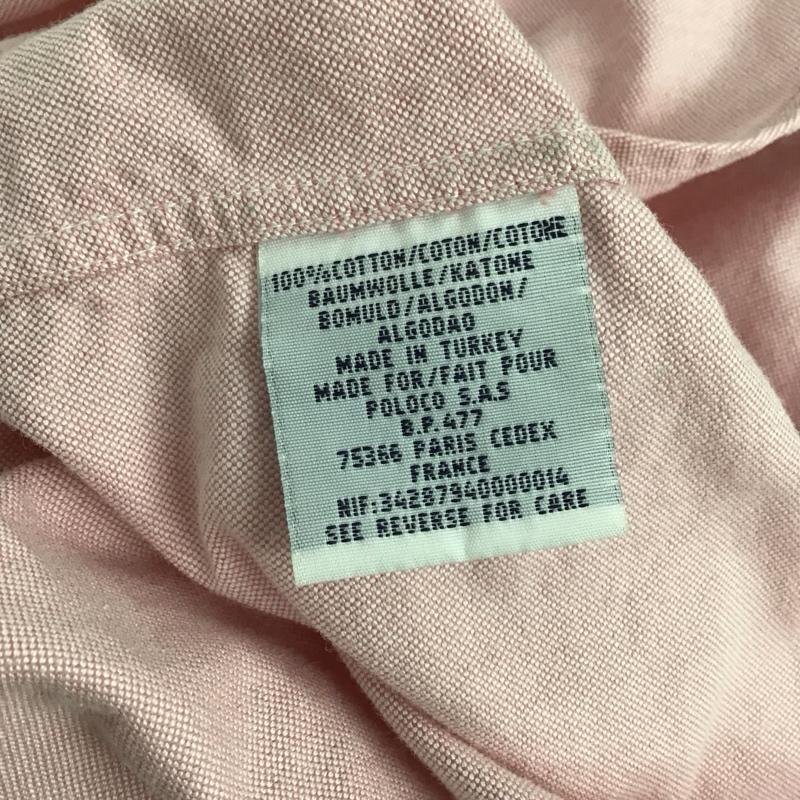 100%COTTON/COTON/COTONE
BAUMWOLLE/KATONE
BOMULD/ALGODON/
ALGODAO
MADE IN TURKEY
MADE FOR/FAIT POUR
POLOCO S.A.S
B.P.477
75366 PARIS CEDEX
FRANCE
NIF:34287340000014
SEE REVERSE FOR CARE